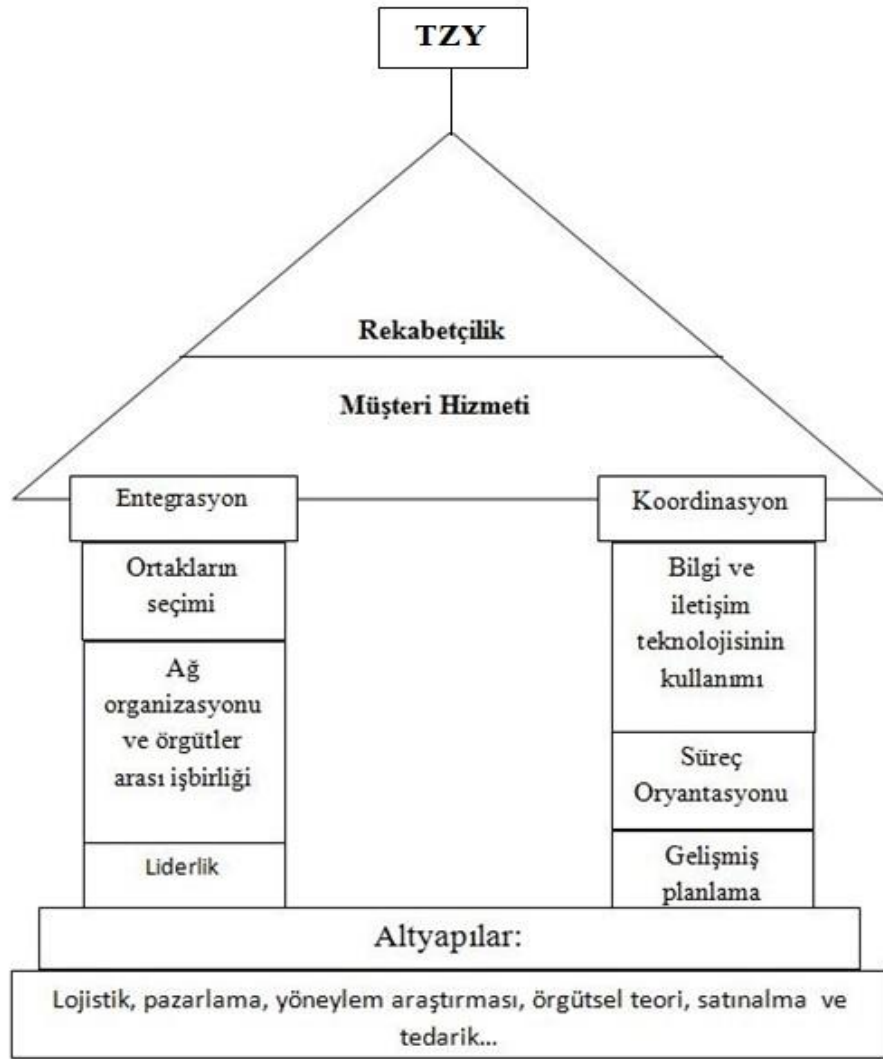 TZY
Rekabetçilik
Müşteri Hizmeti
Entegrasyon
Ortakların
seçimi
Ağ
organizasyonu
ve örgütler
arası işbirliği
Liderlik
Koordinasyon
Bilgi ve
iletişim
teknolojisinin
kullanımı
Süreç
Oryantasyonu
Gelişmiş
planlama
Altyapılar:
Lojistik, pazarlama, yöneylem araştırması, örgütsel teori, satınalma ve
tedarik...